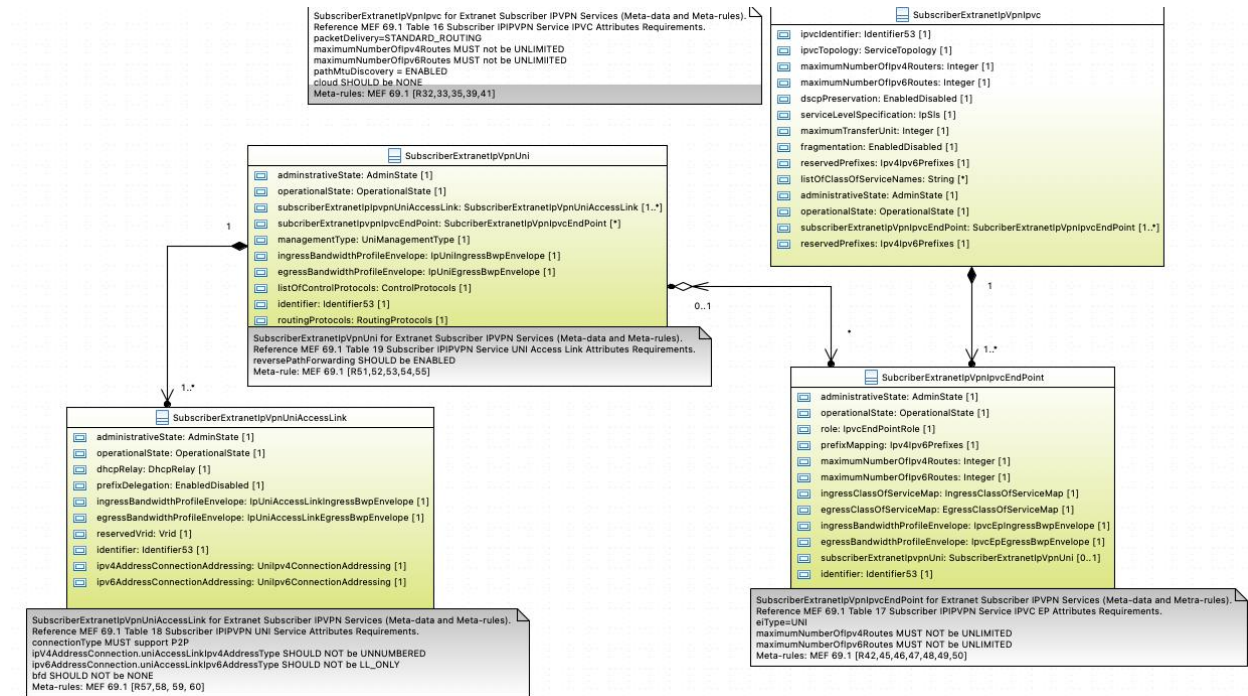 SubscriberExtranetIpVpnIpvc for Extranet Subscriber IPVPN Services (Meta-data and Meta-rules).
Reference MEF 69.1 Table 16 Subscriber IPIPVPN Service IPVC Attributes Requirements.
packetDelivery=STANDARD_ROUTING
maximumNumberOfIpv4Routes MUST not be UNLIMITED
maximumNumberOfIpv6Routes MUST not be UNLIMIITED
pathMtuDiscovery = ENABLED
cloud SHOULD be NONE
Meta-rules: MEF 69.1 [R32,33,35,39,41]
SubscriberExtranetIpVpnIpvc
ipvcIdentifier: Identifier53 [1]
ipvcTopology: ServiceTopology [1]
maximumNumberOfIpv4Routers: Integer [1]
maximumNumberOfIpv6Routes: Integer [1]
dscpPreservation: EnabledDisabled [1]
serviceLevelSpecification: IpSls [1]
maximumTransferUnit: Integer [1]
fragmentation: EnabledDisabled [1]
reservedPrefixes: Ipv4Ipv6Prefixes [1]
listOfClassOfServiceNames: String [*]
administrativeState: AdminState [1]
operationalState: OperationalState [1]
subscriberExtranetIpVpnIpvcEndPoint: SubcriberExtranetIpVpnIpvcEndPoint [1..*]
reservedPrefixes: Ipv4Ipv6Prefixes [1]
SubscriberExtranetIpVpnUni
adminstrativeState: AdminState [1]
operationalState: OperationalState [1]
subscriberExtranetIpvpnUniAccessLink: SubscriberExtranetIpVpnUniAccessLink [1..*]
subcriberExtranetIpvpnIpvcEndPoint: SubcriberExtranetIpVpnIpvcEndPoint [*]
managementType: UniManagementType [1]
ingressBandwidthProfileEnvelope: IpUniIngressBwpEnvelope [1]
egressBandwidthProfileEnvelope: IpUniEgressBwpEnvelope [1]
listOfControlProtocols: ControlProtocols [1]
identifier: Identifier53 [1]
routingProtocols: RoutingProtocols [1]
SubscriberExtranetIpVpnUni for Extranet Subscriber IPVPN Services (Meta-data and Meta-rules).
Reference MEF 69.1 Table 19 Subscriber IPIPVPN Service UNI Access Link Attributes Requirements.
reversePathForwarding SHOULD be ENABLED
Meta-rule: MEF 69.1 [R51,52,53,54,55]
1
1..*
0..1
*
1
1..*
SubscriberExtranetIpVpnUniAccessLink
administrativeState: AdminState [1]
operationalState: OperationalState [1]
dhcpRelay: DhcpRelay [1]
prefixDelegation: EnabledDisabled [1]
ingressBandwidthProfileEnvelope: IpUniAccessLinkIngressBwpEnvelope [1]
egressBandwidthProfileEnvelope: IpUniAccessLinkEgressBwpEnvelope [1]
reservedVrid: Vrid [1]
identifier: Identifier53 [1]
ipv4AddressConnectionAddressing: UniIpv4ConnectionAddressing [1]
ipv6AddressConnectionAddressing: UniIpv6ConnectionAddressing [1]
SubscriberExtranetIpVpnUniAccessLink for Extranet Subscriber IPVPN Services (Meta-data and Meta-rules).
Reference MEF 69.1 Table 18 Subscriber IPIPVPN UNI Service Attributes Requirements.
connectionType MUST support P2P
ipV4AddressConnection.uniAccessLinkIpv4AddressType SHOULD NOT be UNNUMBERED
ipv6AddressConnection.uniAccessLinkIpv6AddressType SHOULD NOT be LL_ONLY
bfd SHOULD NOT be NONE
Meta-rules: MEF 69.1 [R57,58, 59, 60]
SubcriberExtranetIpVpnIpvcEndPoint
administrativeState: AdminState [1]
operationalState: OperationalState [1]
role: IpvcEndPointRole [1]
prefixMapping: Ipv4Ipv6Prefixes [1]
maximumNumberOfIpv4Routes: Integer [1]
maximumNumberOfIpv6Routes: Integer [1]
ingressClassOfServiceMap: IngressClassOfServiceMap [1]
egressClassOfServiceMap: EgressClassOfServiceMap [1]
ingressBandwidthProfileEnvelope: IpvcEpIngressBwpEnvelope [1]
egressBandwidthProfileEnvelope: IpvcEpEgressBwpEnvelope [1]
subscriberExtranetIpvpnUni: SubscriberExtranetIpVpnUni [0..1]
identifier: Identifier53 [1]
SubscriberExtranetIpVpnIpvcEndPoint for Extranet Subscriber IPVPN Services (Meta-data and Metra-rules).
Reference MEF 69.1 Table 17 Subscriber IPIPVPN Service IPVC EP Attributes Requirements.
eiType=UNI
maximumNumberOfIpv4Routes MUST NOT be UNLIMITED
maximumNumberOfIpv6Routes MUST NOT be UNLIMITED
Meta-rules: MEF 69.1 [R42,45,46,47,48,49,50]